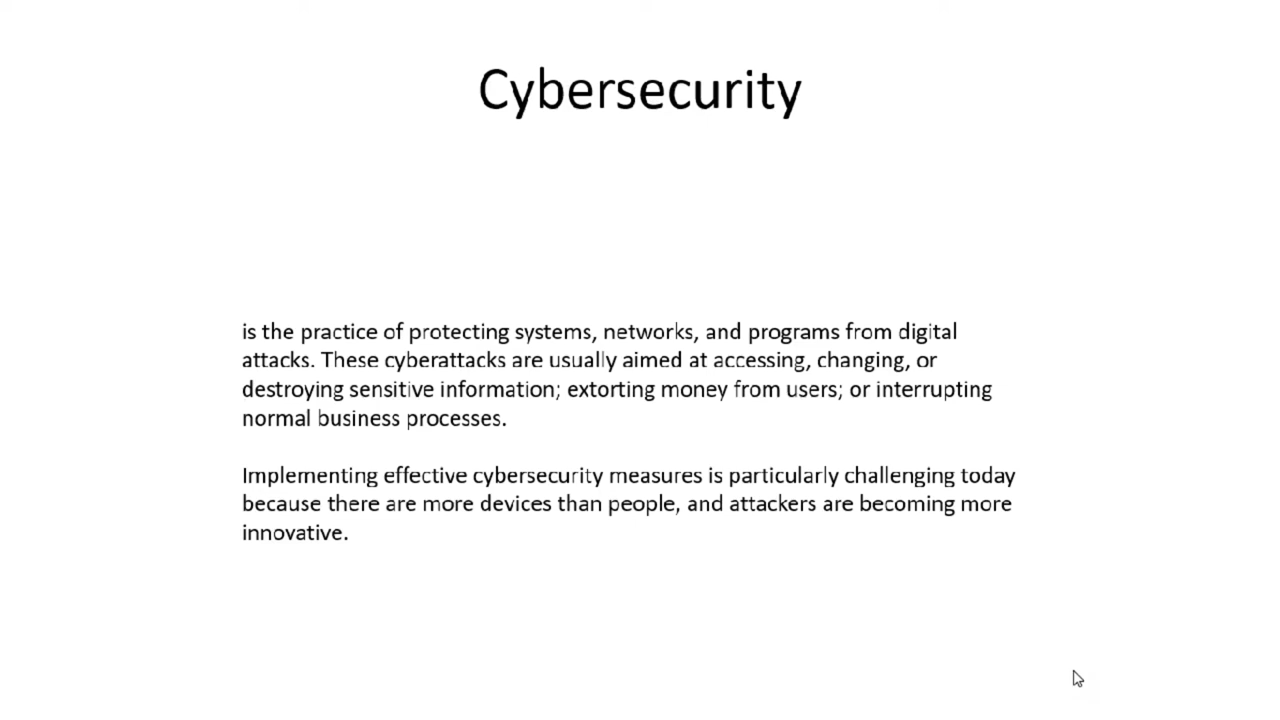 Cybersecurity
is the practice of protecting systems, networks, and programs from digital
attacks. These cyberattacks are usually aimed at accessing, changing, or
destroying sensitive information; extorting money from users; or interrupting
normal business processes.
Implementing effective cybersecurity measures is particularly challenging today
because there are more devices than people, and attackers are becoming more
innovative.